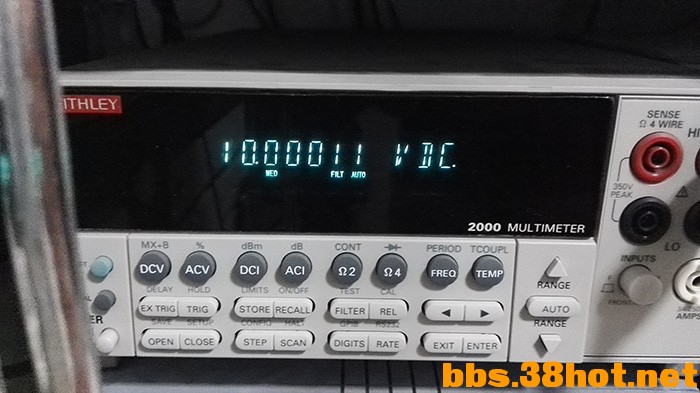 ITHLEY
SENSE
Ω 4 WIRE
HI
10.00011 VDC.
MED FILT AUTO
350V
PEAK
2000 MULTIMETER
LO
MX+B % dBm dB CONT PERIOD TCOUPL
DCV ACV DCI ACI Ω2 Ω4 FREQ TEMP
INPUTS
DELAY HOLD LIMITS ON/OFF TEST CAL
RANGE
EX TRIG TRIG STORE RECALL FILTER REL
AUTO
FRONT
SAVE SETUP CONFIG HALT GPIB RS232
RANGE
AMPS
OPEN CLOSE STEP SCAN DIGITS RATE EXIT ENTER
bbs.38hot.net